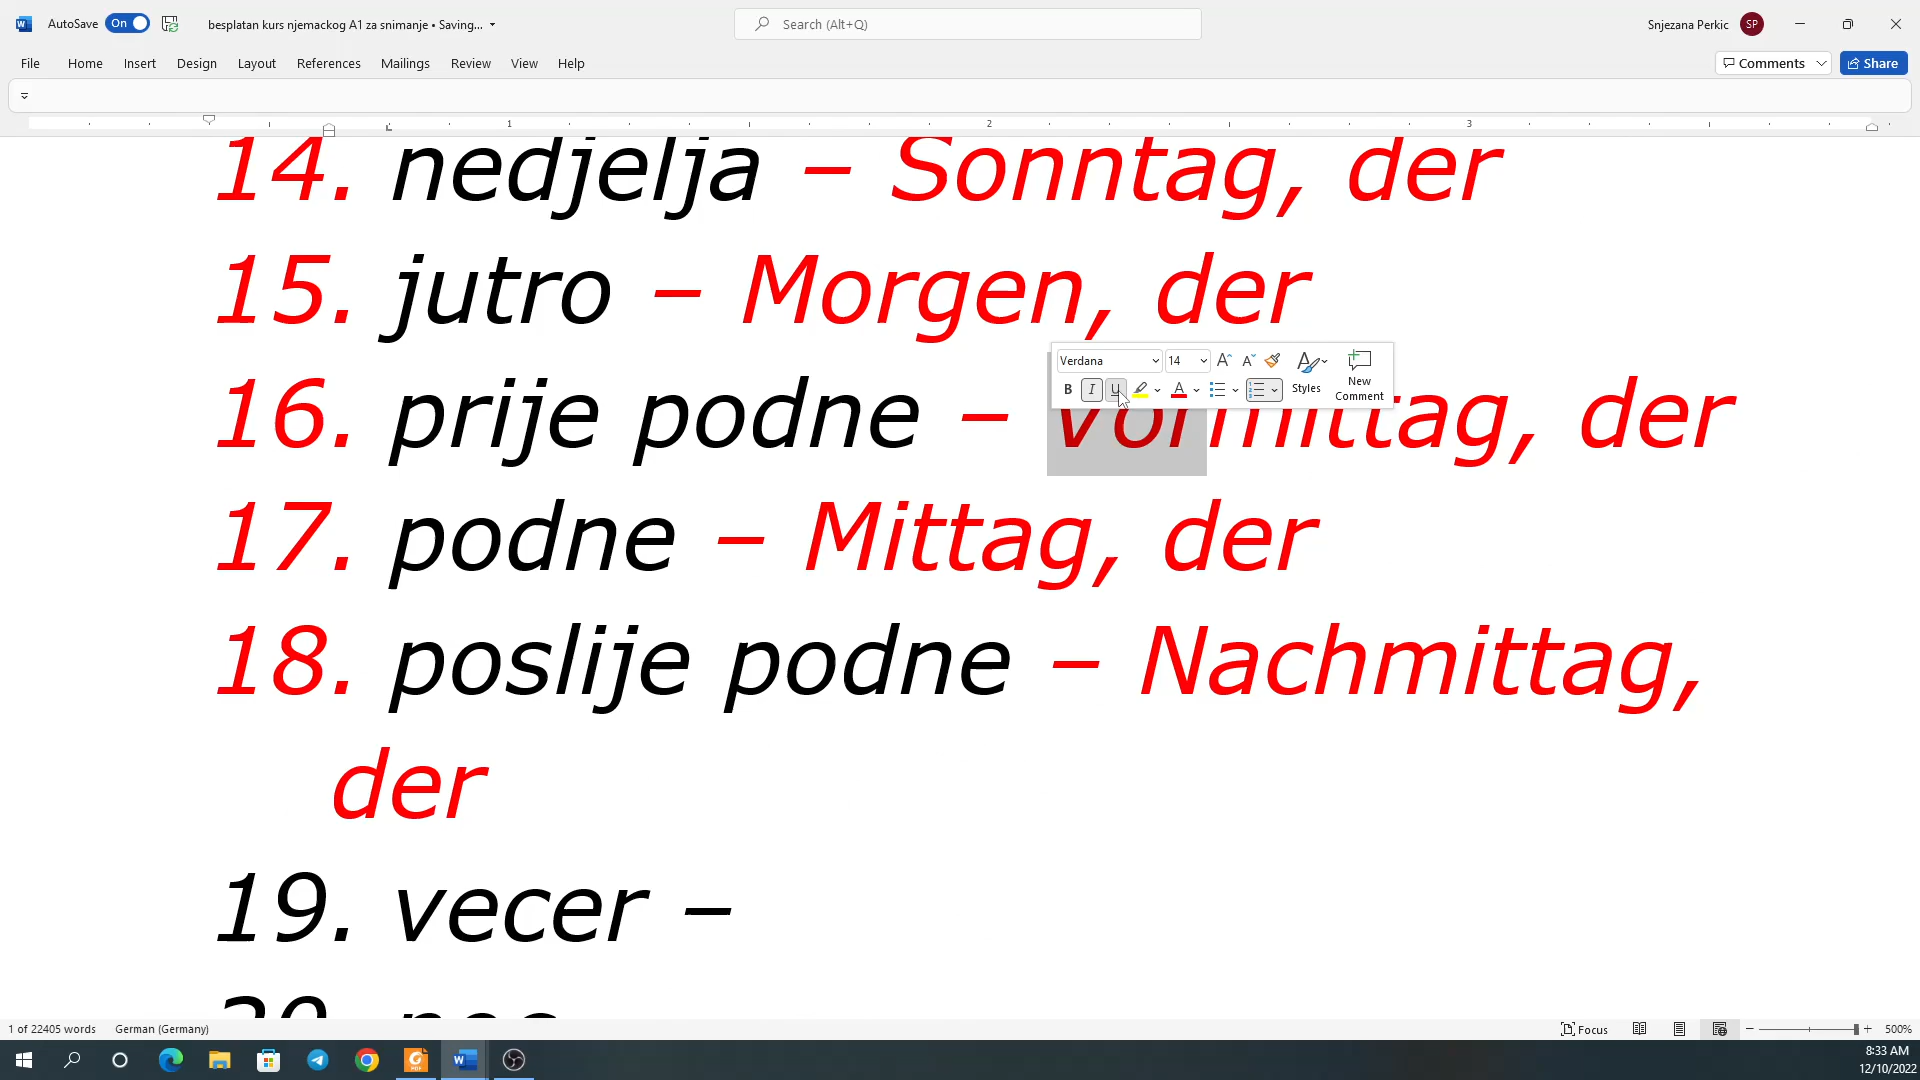 AutoSave On besplatan kurs njemackog A1 za snimanje • Saving... Search (Alt+Q) Snjezana Perkic SP
File Home Insert Design Layout References Mailings Review View Help Comments Share
1 2 3
14. nedjelja – Sonntag, der
15. jutro – Morgen, der
Verdana 14
B I U A Styles New Comment
16. prije podne – Vormittag, der
17. podne – Mittag, der
18. poslije podne – Nachmittag,
der
19. vecer –
1 of 22405 words German (Germany) Focus 500%
8:33 AM
12/10/2022